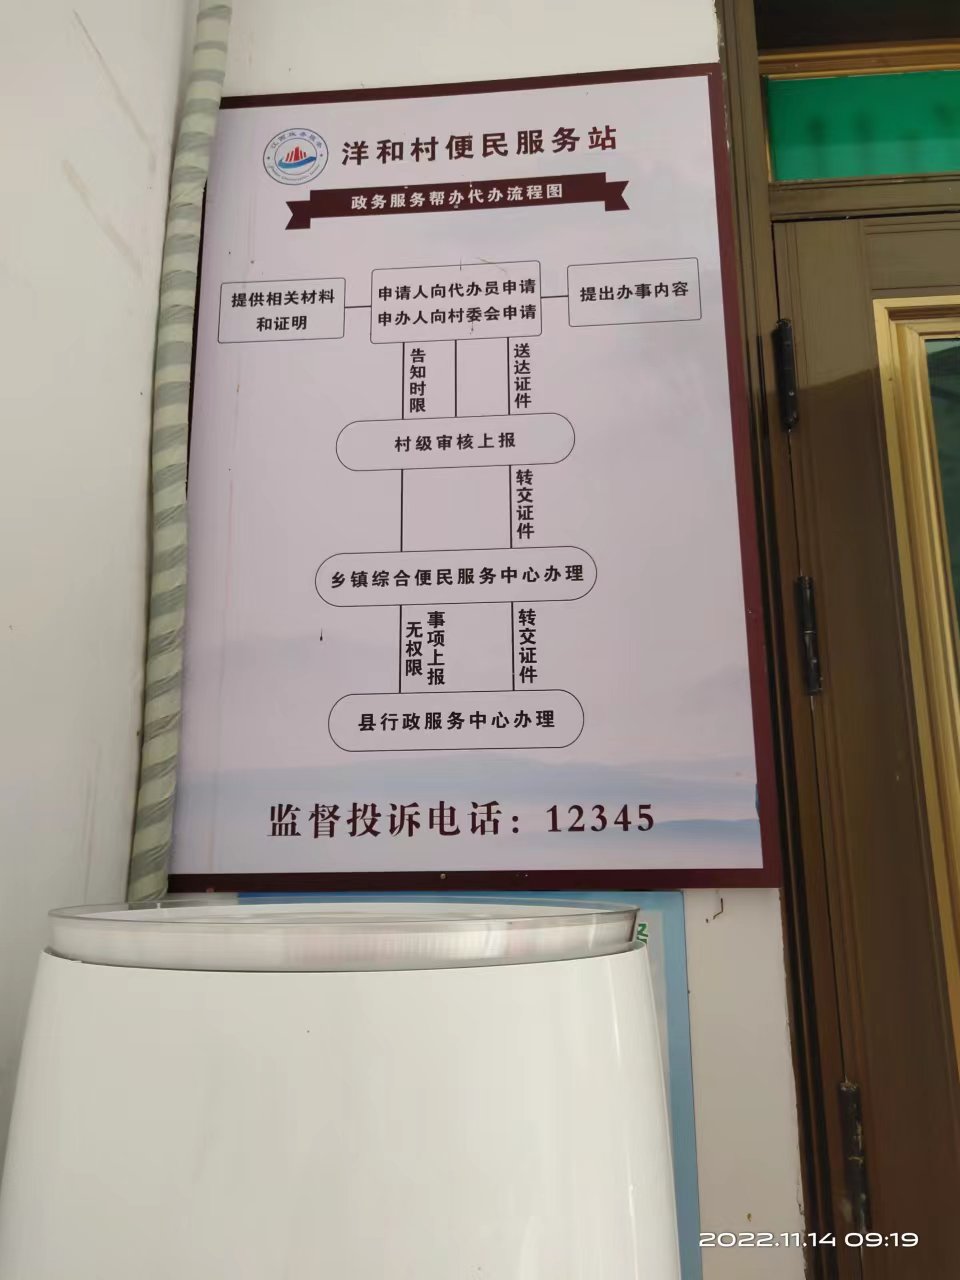 江西政务服务
洋和村便民服务站
政务服务帮办代办流程图
提供相关材料
和证明
申请人向代办员申请
申办人向村委会申请
提出办事内容
告知时限
送达证件
村级审核上报
转交证件
乡镇综合便民服务中心办理
无权限
事项上报
转交证件
县行政服务中心办理
监督投诉电话：12345
2022.11.14 09:19